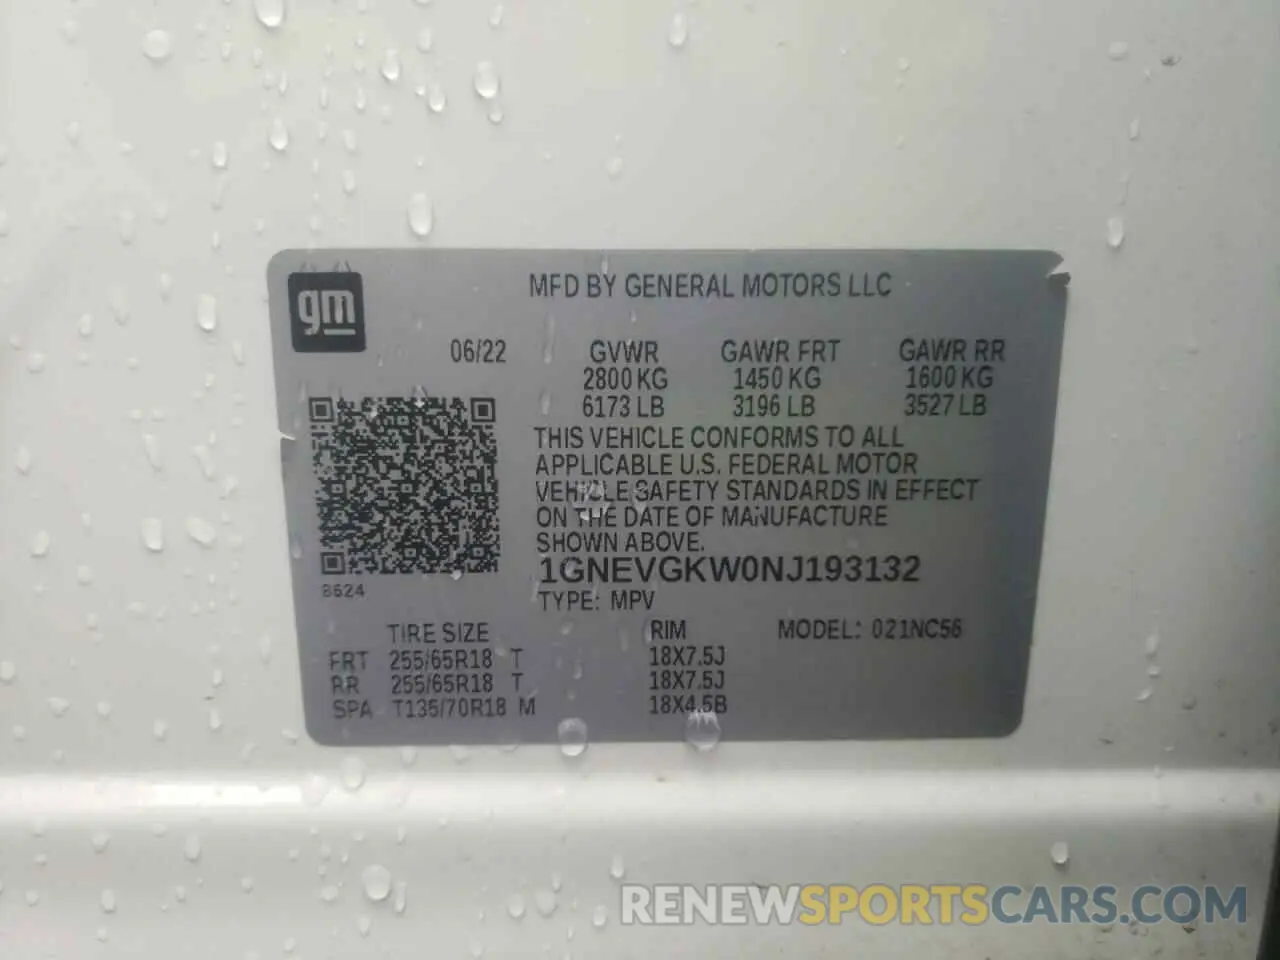 gm
MFD BY GENERAL MOTORS LLC
06/22 GVWR GAWR FRT GAWR RR
2800 KG 1450 KG 1600 KG
6173 LB 3196 LB 3527 LB
THIS VEHICLE CONFORMS TO ALL
APPLICABLE U.S. FEDERAL MOTOR
VEHICLE SAFETY STANDARDS IN EFFECT
ON THE DATE OF MANUFACTURE
SHOWN ABOVE.
1GNEVGKW0NJ193132
8624
TYPE: MPV
TIRE SIZE RIM MODEL: 021NC56
FRT 255/65R18 T 18X7.5J
RR 255/65R18 T 18X7.5J
SPA T135/70R18 M 18X4.5B
RENEWSPORTSCARS.COM